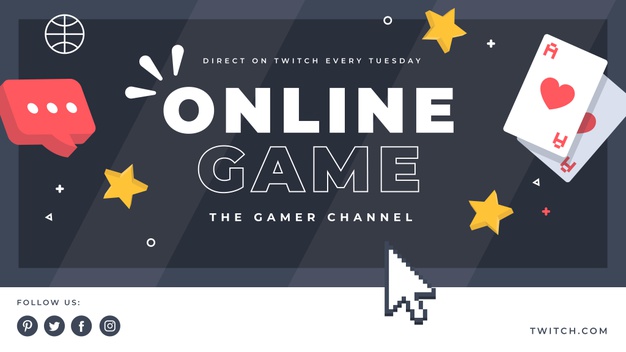 DIRECT ON TWITCH EVERY TUESDAY
ONLINE
GAME
THE GAMER CHANNEL
A
A
A
FOLLOW US:
TWITCH.COM